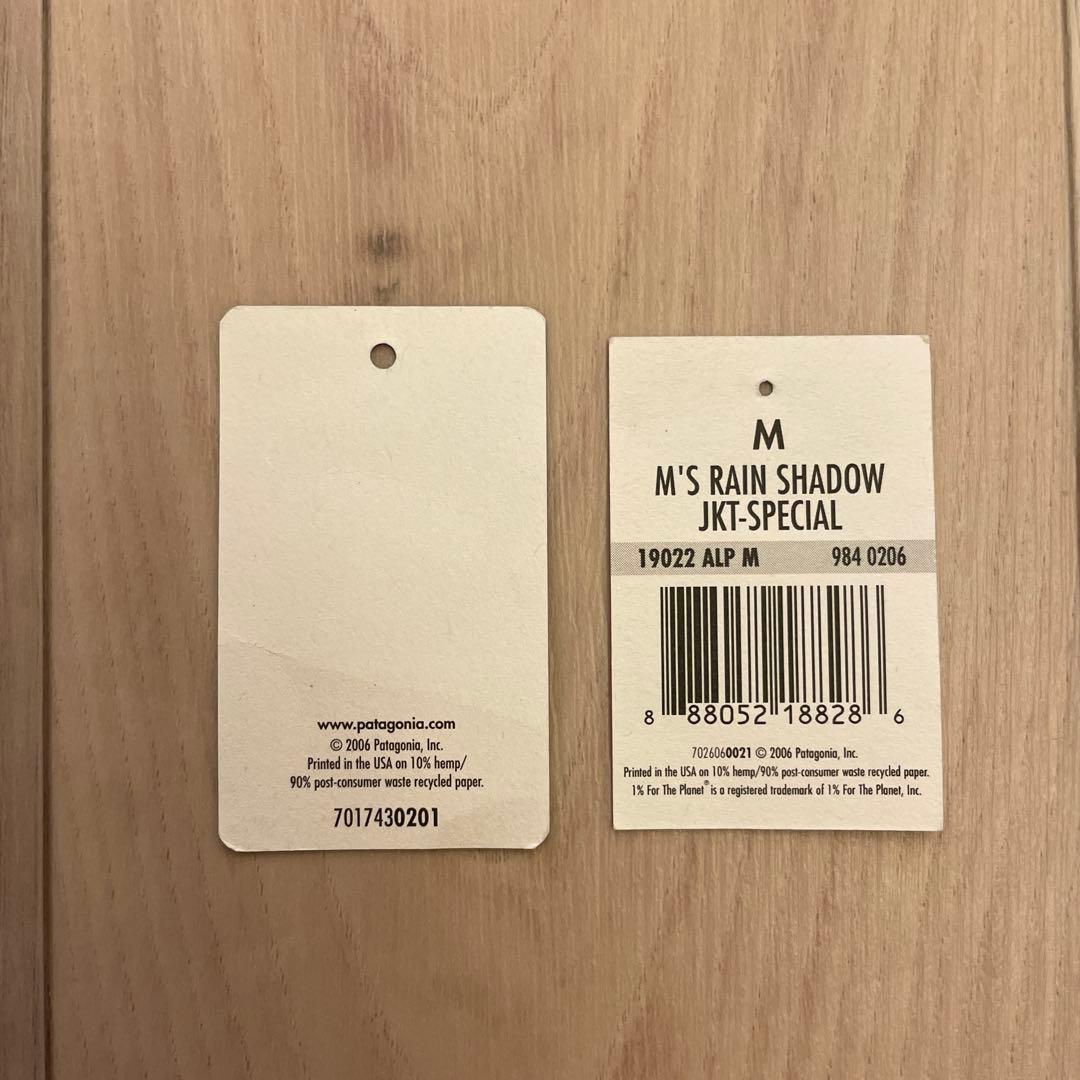 www.patagonia.com
© 2006 Patagonia, Inc.
Printed in the USA on 10% hemp/
90% post-consumer waste recycled paper.
7017430201
M
M'S RAIN SHADOW
JKT-SPECIAL
19022 ALP M 984 0206
8 88052 18828 6
7026060021 © 2006 Patagonia, Inc.
Printed in the USA on 10% hemp/90% post-consumer waste recycled paper.
1% For The Planet® is a registered trademark of 1% For The Planet, Inc.